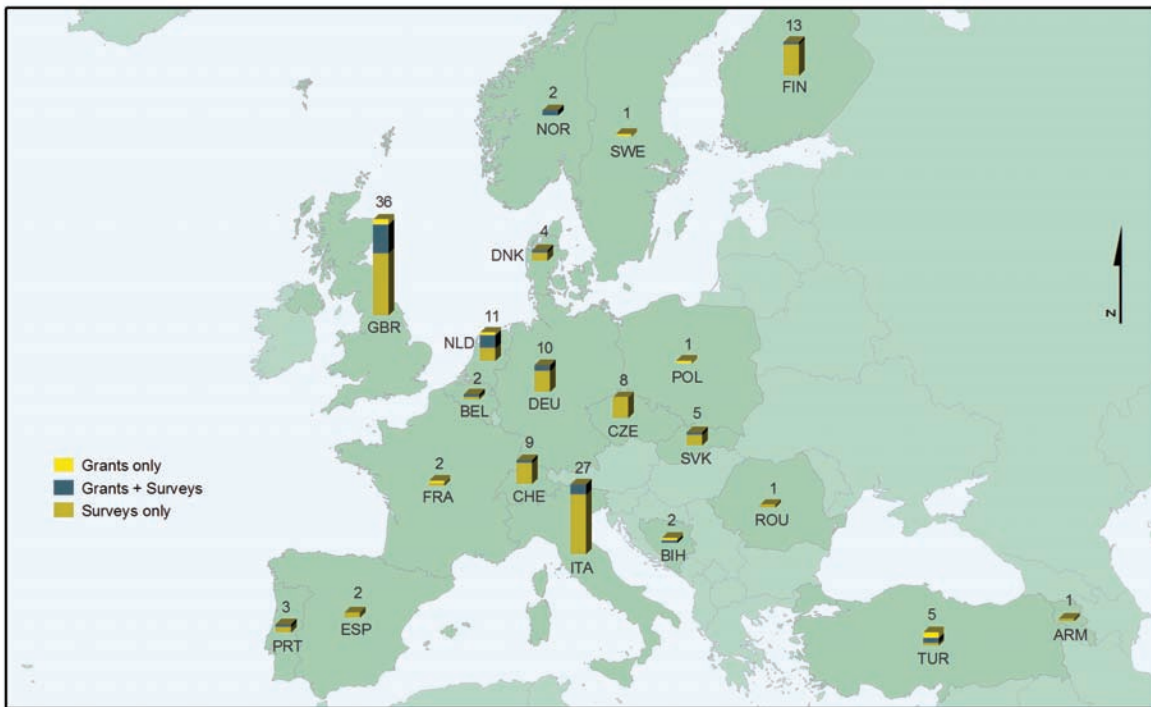 13
FIN
2
NOR
1
SWE
36
GBR
4
DNK
11
NLD
10
DEU
1
POL
2
BEL
8
CZE
5
SVK
9
CHE
27
ITA
2
FRA
1
ROU
2
BIH
3
PRT
2
ESP
5
TUR
1
ARM
N
Grants only
Grants + Surveys
Surveys only